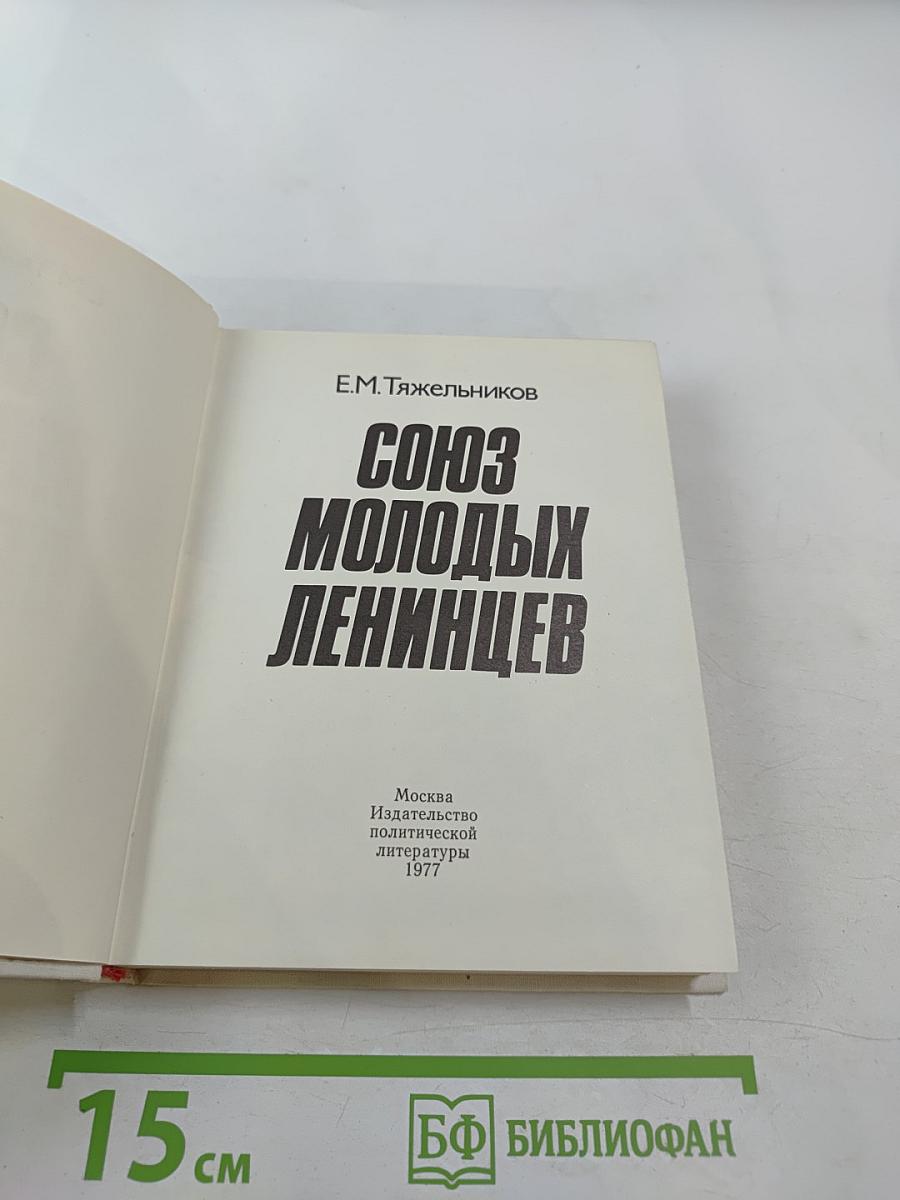 Е.М.Тяжельников
СОЮЗ
МОЛОДЫХ
ЛЕНИНЦЕВ
Москва
Издательство
политической
литературы
1977
15 см
БФ БИБЛИОФАН